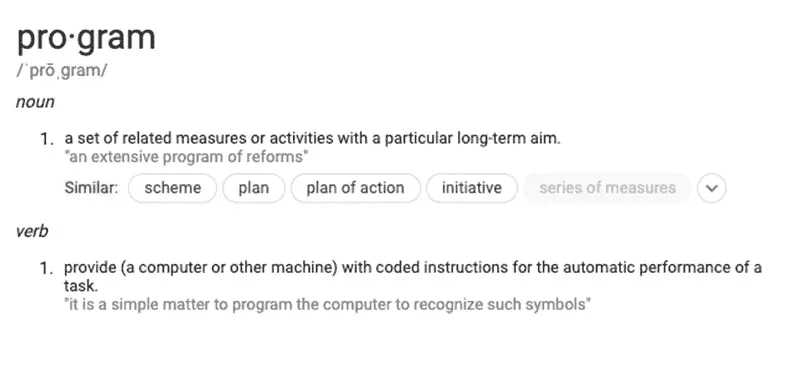 pro·gram
/ˈprōˌgram/
noun
1. a set of related measures or activities with a particular long-term aim.
"an extensive program of reforms"
Similar: scheme plan plan of action initiative series of measures
verb
1. provide (a computer or other machine) with coded instructions for the automatic performance of a
task.
"it is a simple matter to program the computer to recognize such symbols"